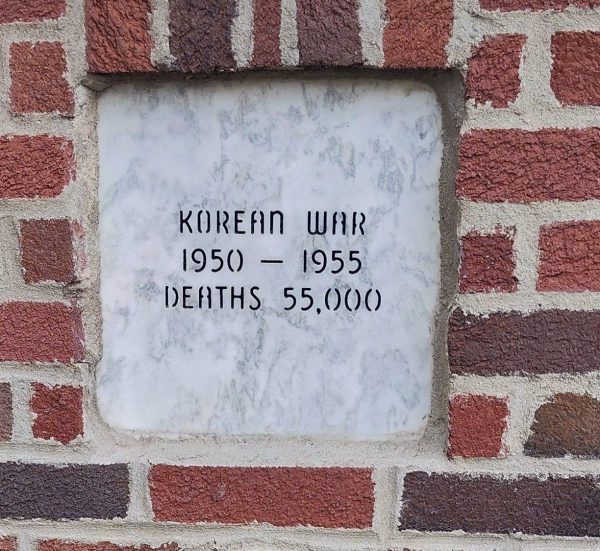 KOREAN WAR
1950 — 1955
DEATHS 55,000